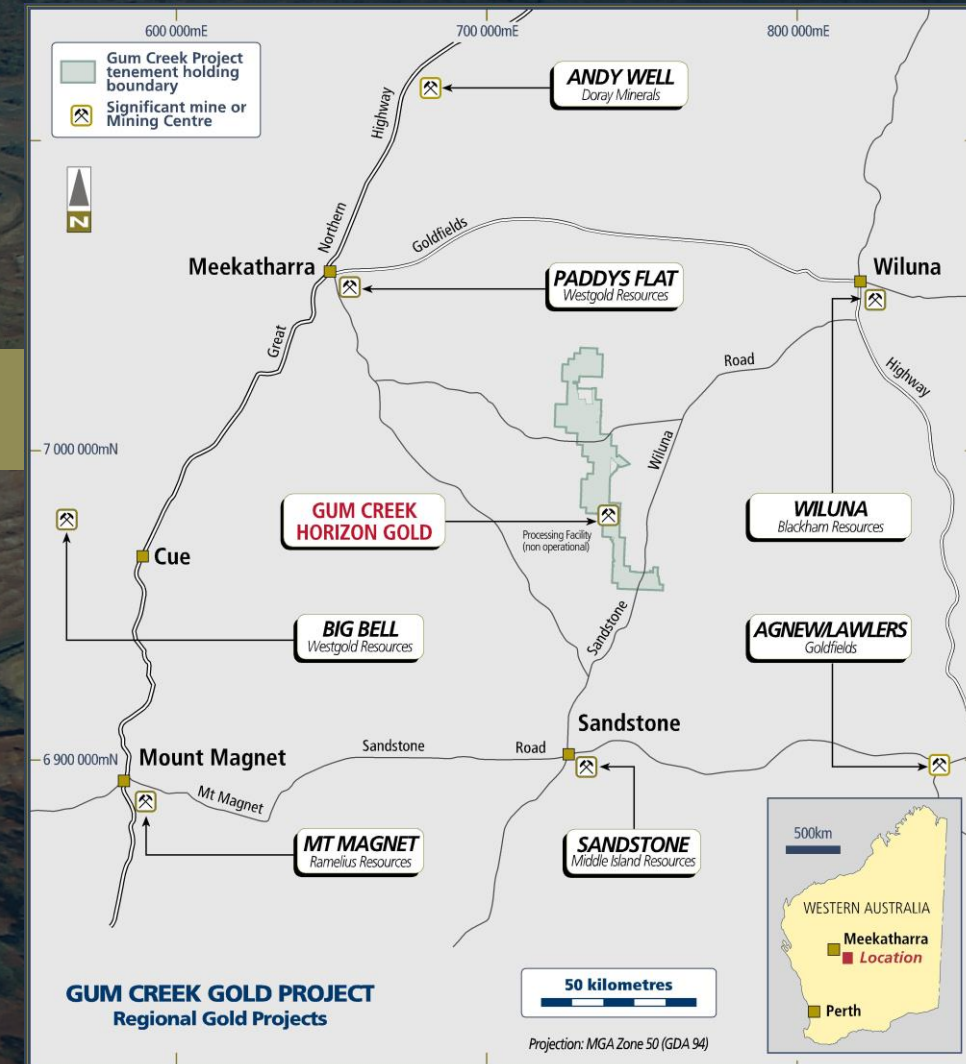 600 000mE
700 000mE
800 000mE
Gum Creek Project
tenement holding
boundary
Significant mine or
Mining Centre
N
ANDY WELL
Doray Minerals
Highway
Northern
Goldfields
Meekatharra
Wiluna
PADDYS FLAT
Westgold Resources
Great
Road
Highway
7 000 000mN
Wiluna
GUM CREEK
HORIZON GOLD
Processing Facility
(non operational)
WILUNA
Blackham Resources
Cue
BIG BELL
Westgold Resources
Sandstone
AGNEW/LAWLERS
Goldfields
Sandstone
6 900 000mN
Mount Magnet
Sandstone
Road
Mt Magnet
MT MAGNET
Ramelius Resources
SANDSTONE
Middle Island Resources
500km
WESTERN AUSTRALIA
Meekatharra
Location
Perth
GUM CREEK GOLD PROJECT
Regional Gold Projects
50 kilometres
Projection: MGA Zone 50 (GDA 94)